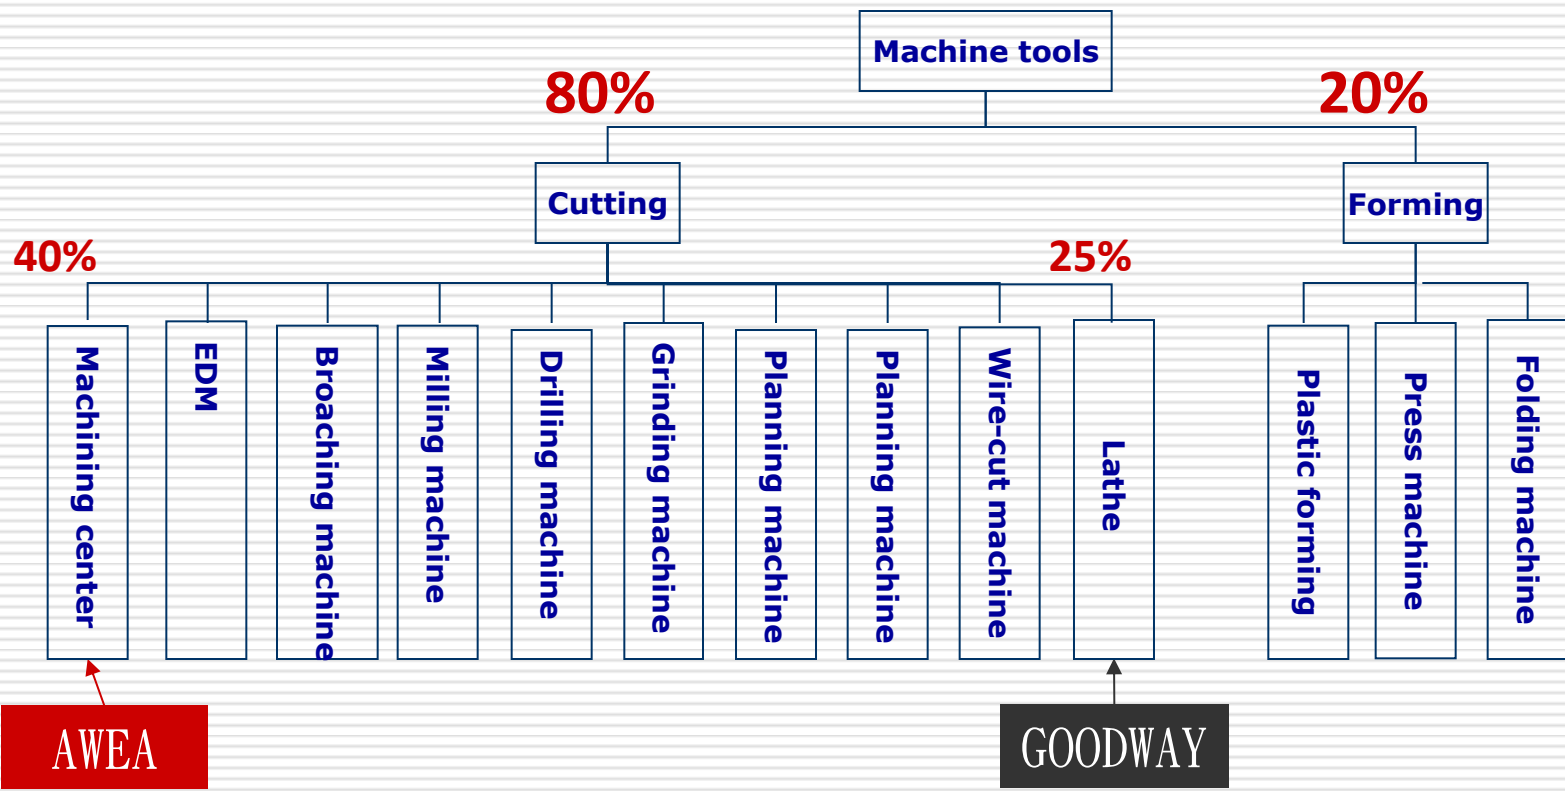 Machine tools
80%
20%
Cutting
Forming
40%
25%
Machining center
EDM
Broaching machine
Milling machine
Drilling machine
Grinding machine
Planning machine
Planning machine
Wire-cut machine
Lathe
Plastic forming
Press machine
Folding machine
AWEA
GOODWAY